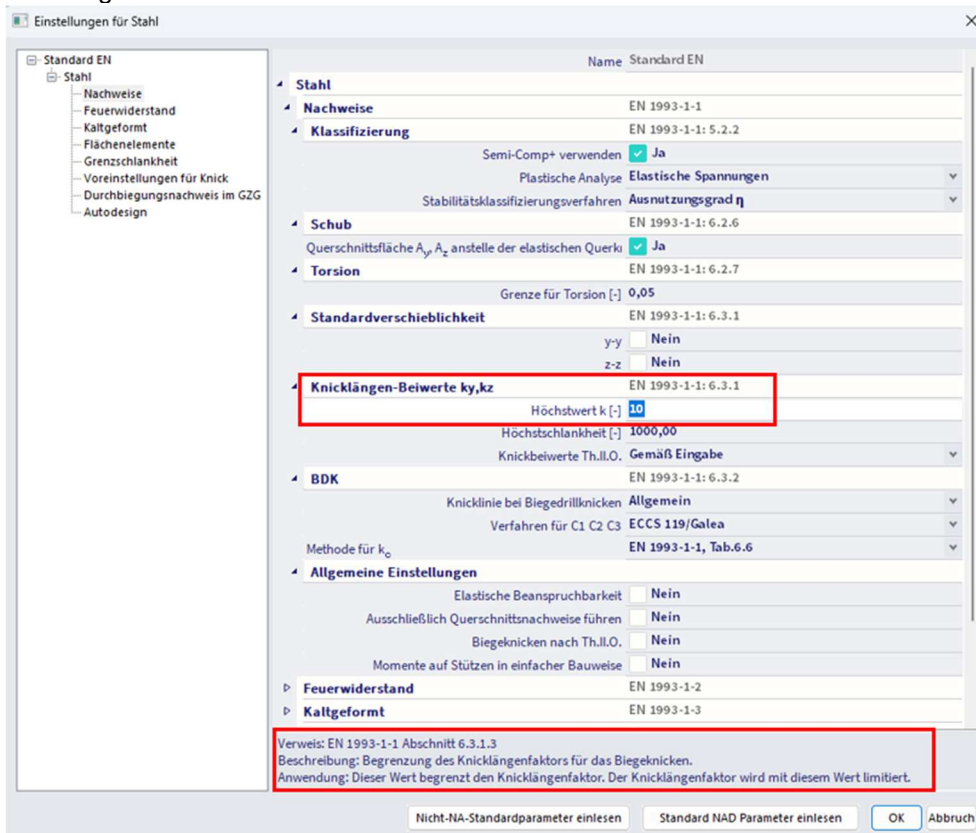 Einstellungen für Stahl
Standard EN
Stahl
Nachweise
Feuerwiderstand
Kaltgeformt
Flächenelemente
Grenzschlankheit
Voreinstellungen für Knick
Durchbiegungsnachweis im GZG
Autodesign
Name Standard EN
Stahl
Nachweise EN 1993-1-1
Klassifizierung EN 1993-1-1: 5.2.2
Semi-Comp+ verwenden Ja
Plastische Analyse Elastische Spannungen
Stabilitätsklassifizierungsverfahren Ausnutzungsgrad η
Schub EN 1993-1-1: 6.2.6
Querschnittsfläche Ay, Az anstelle der elastischen Querk Ja
Torsion EN 1993-1-1: 6.2.7
Grenze für Torsion [-] 0,05
Standardverschieblichkeit EN 1993-1-1: 6.3.1
y-y Nein
z-z Nein
Knicklängen-Beiwerte ky,kz EN 1993-1-1: 6.3.1
Höchstwert k [-] 10
Höchstschlankheit [-] 1000,00
Knickbeiwerte Th.II.O. Gemäß Eingabe
BDK EN 1993-1-1: 6.3.2
Knicklinie bei Biegedrillknicken Allgemein
Verfahren für C1 C2 C3 ECCS 119/Galea
Methode für kc EN 1993-1-1, Tab.6.6
Allgemeine Einstellungen
Elastische Beanspruchbarkeit Nein
Ausschließlich Querschnittsnachweise führen Nein
Biegeknicken nach Th.II.O. Nein
Momente auf Stützen in einfacher Bauweise Nein
Feuerwiderstand EN 1993-1-2
Kaltgeformt EN 1993-1-3
Verweis: EN 1993-1-1 Abschnitt 6.3.1.3
Beschreibung: Begrenzung des Knicklängenfaktors für das Biegeknicken.
Anwendung: Dieser Wert begrenzt den Knicklängenfaktor. Der Knicklängenfaktor wird mit diesem Wert limitiert.
Nicht-NA-Standardparameter einlesen Standard NAD Parameter einlesen OK Abbruch